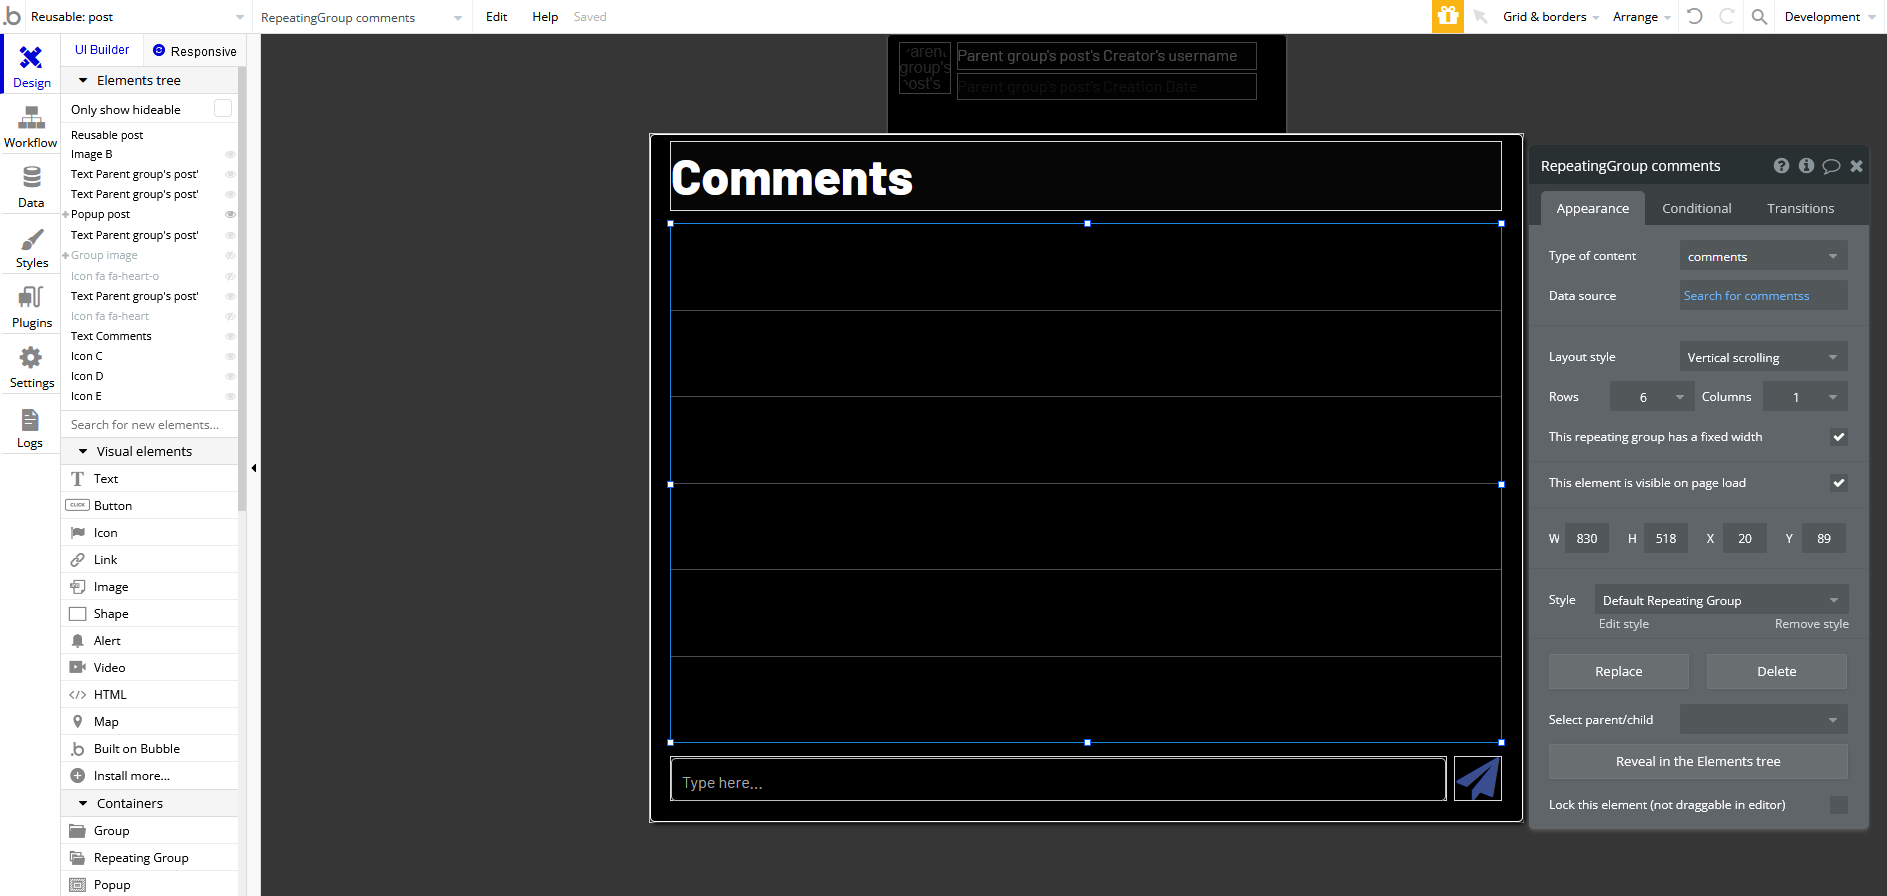 Reusable: post
RepeatingGroup comments
Edit
Help
Saved
Grid & borders
Arrange
Development
Design
Workflow
Data
Styles
Plugins
Settings
Logs
UI Builder
Responsive
Elements tree
Only show hideable
Reusable post
Image B
Text Parent group's post'
Text Parent group's post'
Popup post
Text Parent group's post'
Group image
Icon fa fa-heart-o
Text Parent group's post'
Icon fa fa-heart
Text Comments
Icon C
Icon D
Icon E
Search for new elements...
Visual elements
Text
CLICK Button
Icon
Link
Image
Shape
Alert
Video
</> HTML
Map
Built on Bubble
Install more...
Containers
Group
Repeating Group
Popup
Parent
group's
post's
Parent group's post's Creator's username
Parent group's post's Creation Date
Comments
Type here...
RepeatingGroup comments
Appearance
Conditional
Transitions
Type of content comments
Data source Search for commentss
Layout style Vertical scrolling
Rows 6 Columns 1
This repeating group has a fixed width
This element is visible on page load
W 830 H 518 X 20 Y 89
Style Default Repeating Group
Edit style Remove style
Replace Delete
Select parent/child
Reveal in the Elements tree
Lock this element (not draggable in editor)